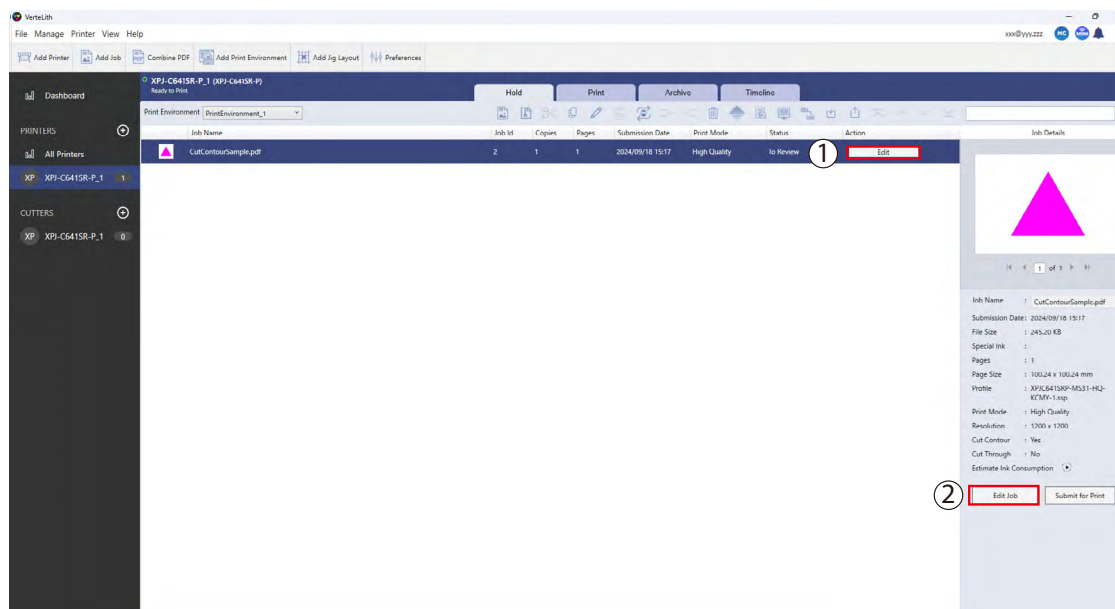 VerteLith
File Manage Printer View Help
xxx@yyy.zzz MC MW
Add Printer Add Job Combine PDF Add Print Environment Add Jig Layout Preferences
XPJ-C641SR-P_1 (XPJ-C641SR-P)
Ready to Print
Hold Print Archive Timeline
Dashboard
Print Environment PrintEnvironment_1
PRINTERS
Job Name Job Id Copies Pages Submission Date Print Mode Status Action Job Details
All Printers
CutContourSample.pdf 2 1 1 2024/09/18 15:17 High Quality To Review ① Edit
XP XPJ-C641SR-P_1 1
CUTTERS
XP XPJ-C641SR-P_1 0
1 of 1
Job Name : CutContourSample.pdf
Submission Date: 2024/09/18 15:17
File Size : 245.20 KB
Special Ink :
Pages : 1
Page Size : 100.24 x 100.24 mm
Profile : XPJC641SRP-MS31-HQ-
KCMY-1.ssp
Print Mode : High Quality
Resolution : 1200 x 1200
Cut Contour : Yes
Cut Through : No
Estimate Ink Consumption
② Edit Job Submit for Print